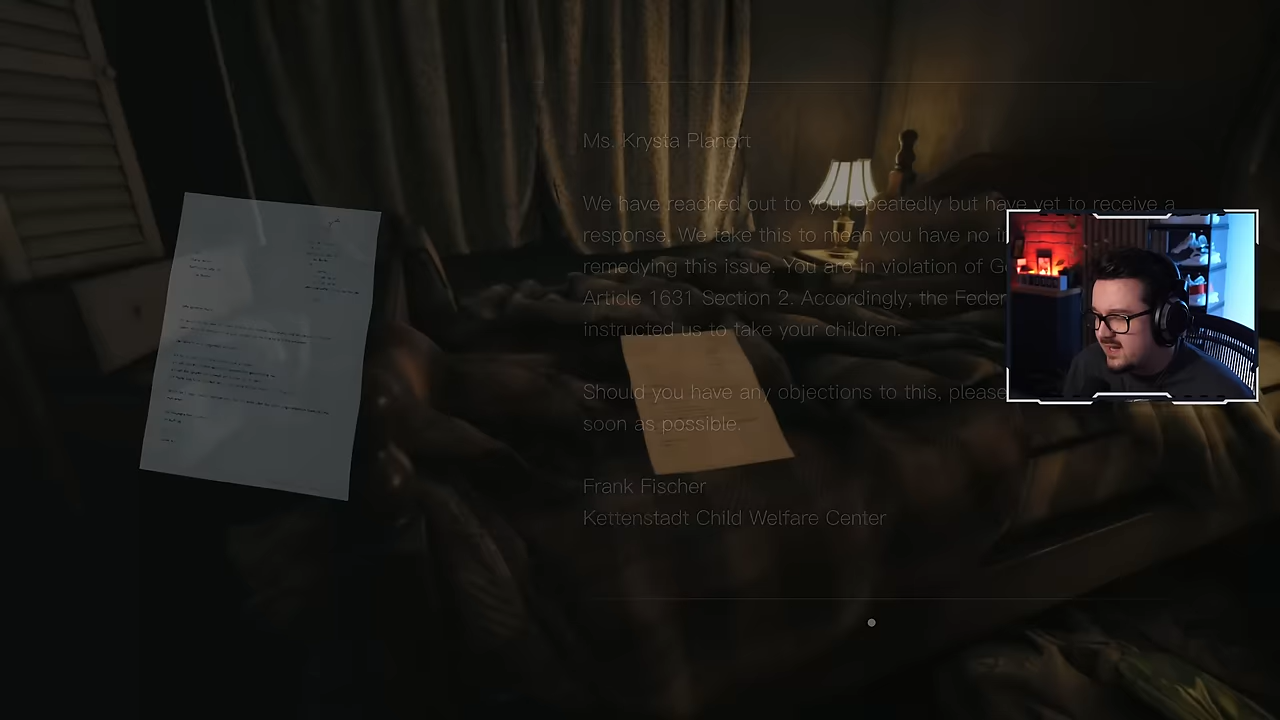 Ms. Krysta Planert
We have reached out to you repeatedly but have yet to receive a
response. We take this to mean you have no
remedying this issue. You are in violation of
Article 1631 Section 2. Accordingly, the
instructed us to take your children.
Should you have any objections to this, please
soon as possible.
Frank Fischer
Kettenstadt Child Welfare Center